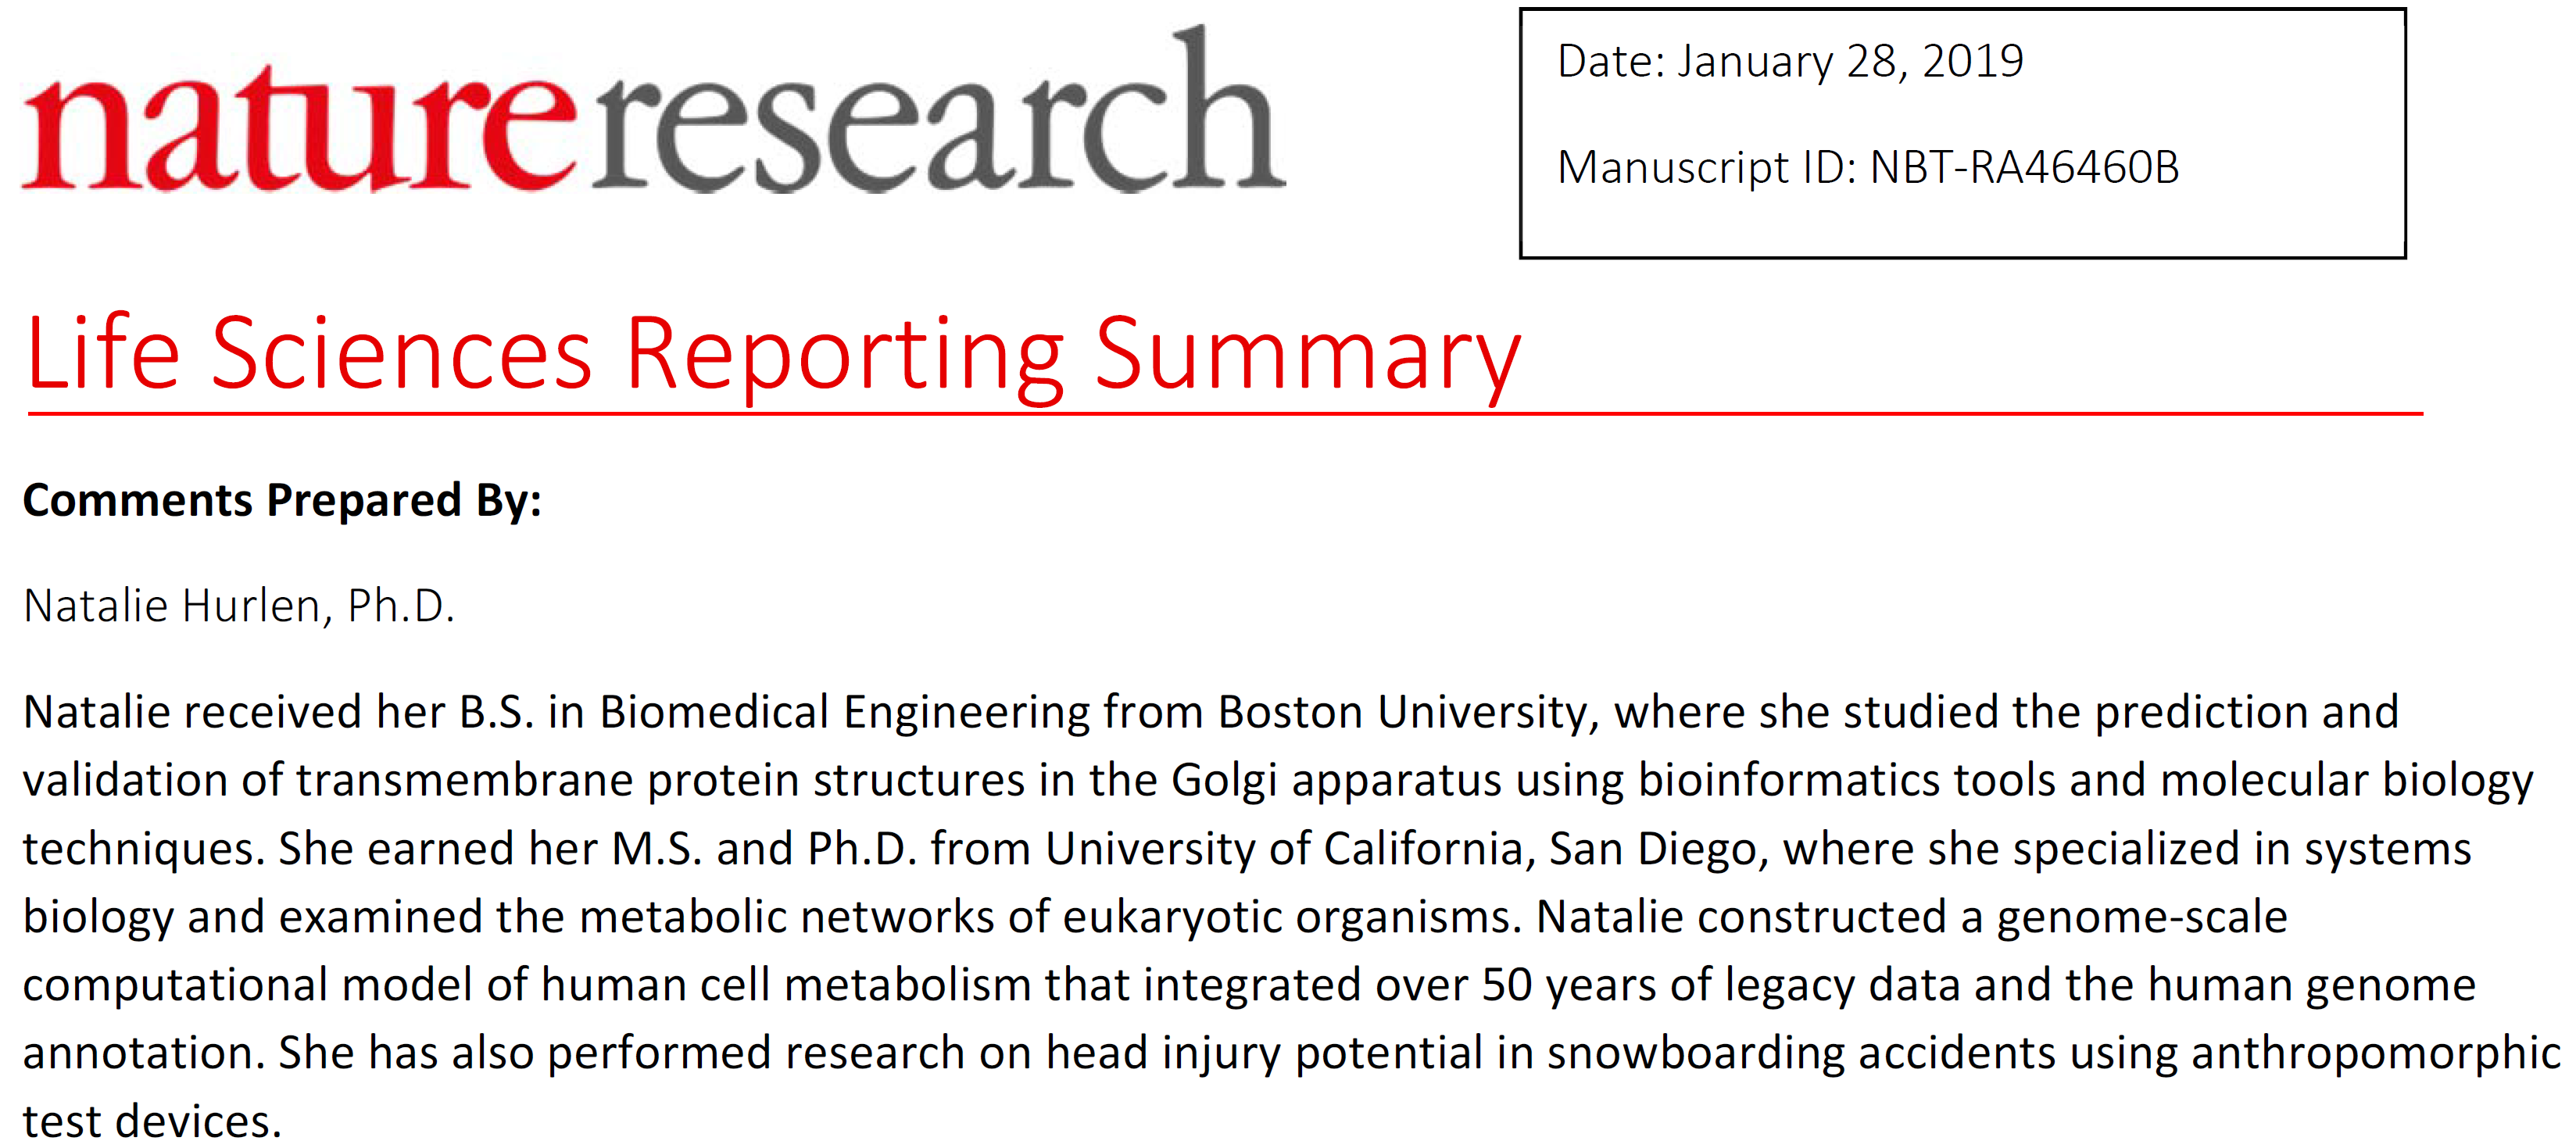 natureresearch
Date: January 28, 2019
Manuscript ID: NBT-RA46460B
Life Sciences Reporting Summary
Comments Prepared By:
Natalie Hurlen, Ph.D.
Natalie received her B.S. in Biomedical Engineering from Boston University, where she studied the prediction and
validation of transmembrane protein structures in the Golgi apparatus using bioinformatics tools and molecular biology
techniques. She earned her M.S. and Ph.D. from University of California, San Diego, where she specialized in systems
biology and examined the metabolic networks of eukaryotic organisms. Natalie constructed a genome-scale
computational model of human cell metabolism that integrated over 50 years of legacy data and the human genome
annotation. She has also performed research on head injury potential in snowboarding accidents using anthropomorphic
test devices.